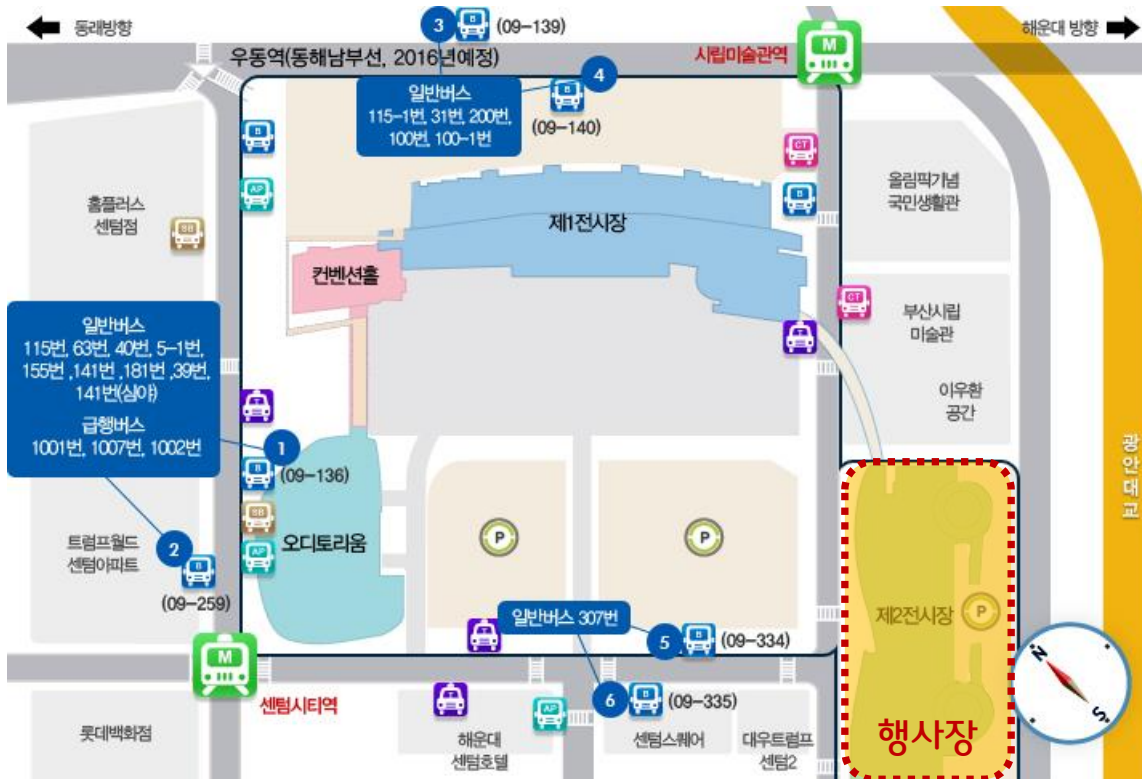 동래방향
3
B
(09-139)
해운대 방향
우동역(동해남부선, 2016년예정)
시립미술관역
M
4
일반버스
115-1번, 31번, 200번,
100번, 100-1번
B
(09-140)
B
CT
AP
B
올림픽기념
국민생활관
홈플러스
센텀점
SB
제1전시장
컨벤션홀
CT
부산시립
미술관
일반버스
115번, 63번, 40번, 5-1번,
155번 ,141번 ,181번 ,39번,
141번(심야)
급행버스
1001번, 1007번, 1002번
T
이우환
공간
T
광안대교
1
B
(09-136)
SB
오디토리움
P
P
트럼프월드
센텀아파트
2
AP
B
(09-259)
제2전시장
P
일반버스 307번
T
5
B
(09-334)
N
S
M
센텀시티역
T
AP
6
B
(09-335)
행사장
롯데백화점
해운대
센텀호텔
센텀스퀘어
대우트럼프
센텀2